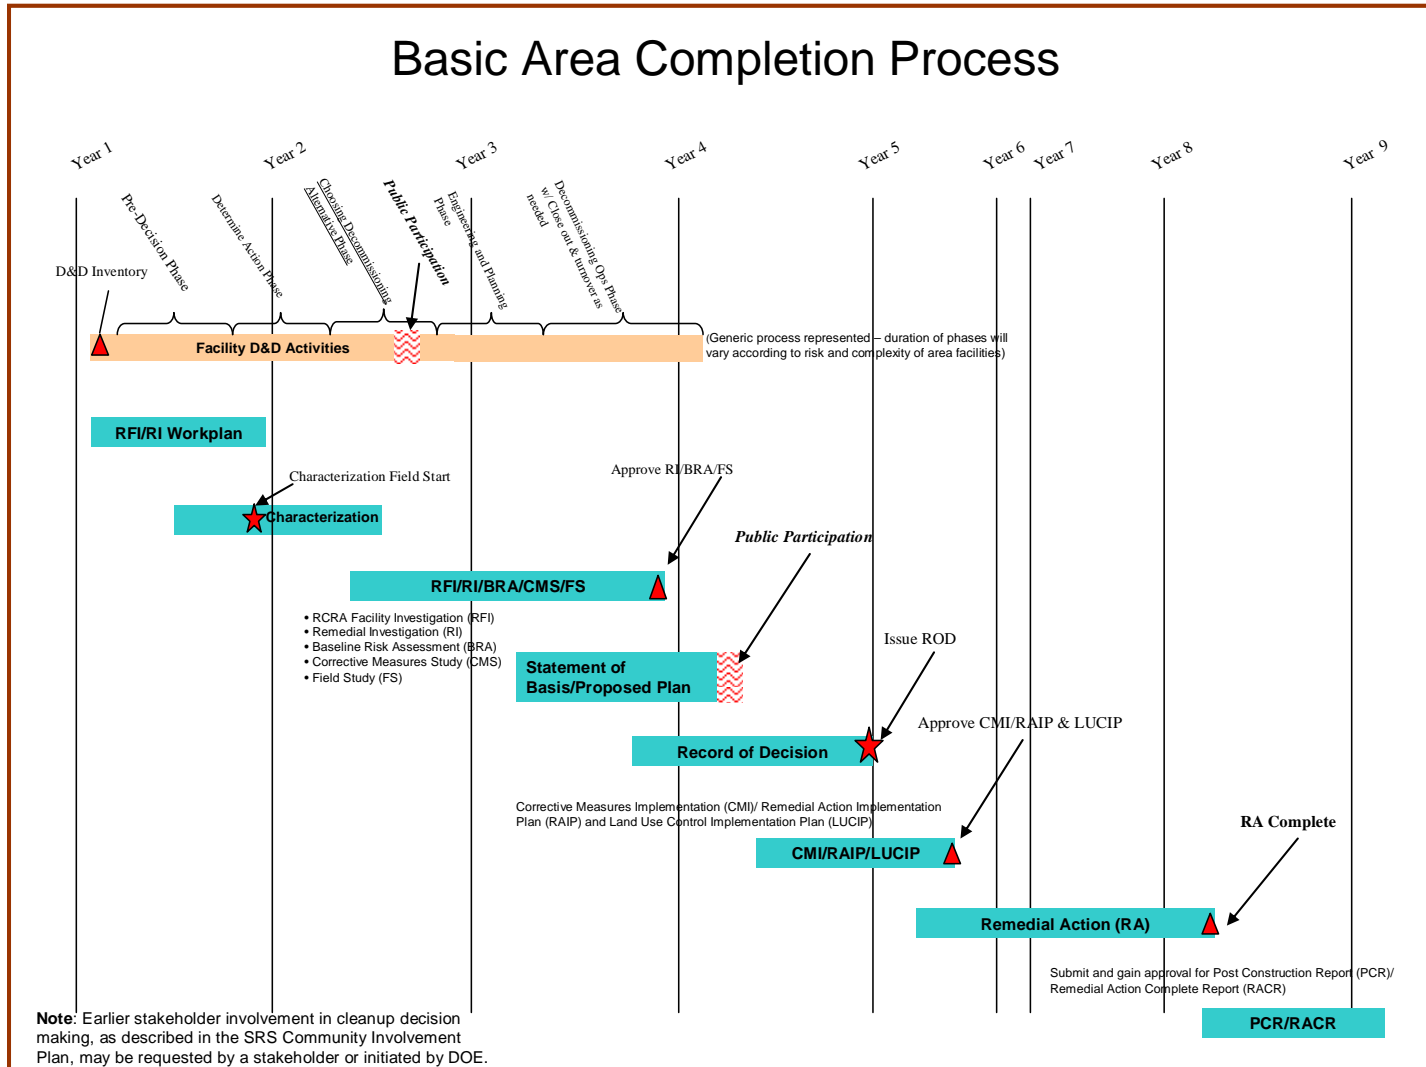 Basic Area Completion Process
Year 1
Year 2
Year 3
Year 4
Year 5
Year 6
Year 7
Year 8
Year 9
D&D Inventory
Pre-Decision Phase
Determine Action Phase
Choosing Decommissioning
Alternative Phase
Public Participation
Engineering and Planning
Phase
Decommissioning Ops Phase
w/ Close out & turnover as
needed
Facility D&D Activities
(Generic process represented – duration of phases will
vary according to risk and complexity of area facilities)
RFI/RI Workplan
Characterization Field Start
Characterization
Approve RI/BRA/FS
RFI/RI/BRA/CMS/FS
• RCRA Facility Investigation (RFI)
• Remedial Investigation (RI)
• Baseline Risk Assessment (BRA)
• Corrective Measures Study (CMS)
• Field Study (FS)
Public Participation
Statement of
Basis/Proposed Plan
Issue ROD
Record of Decision
Approve CMI/RAIP & LUCIP
Corrective Measures Implementation (CMI)/ Remedial Action Implementation
Plan (RAIP) and Land Use Control Implementation Plan (LUCIP)
CMI/RAIP/LUCIP
RA Complete
Remedial Action (RA)
Submit and gain approval for Post Construction Report (PCR)/
Remedial Action Complete Report (RACR)
PCR/RACR
Note: Earlier stakeholder involvement in cleanup decision
making, as described in the SRS Community Involvement
Plan, may be requested by a stakeholder or initiated by DOE.